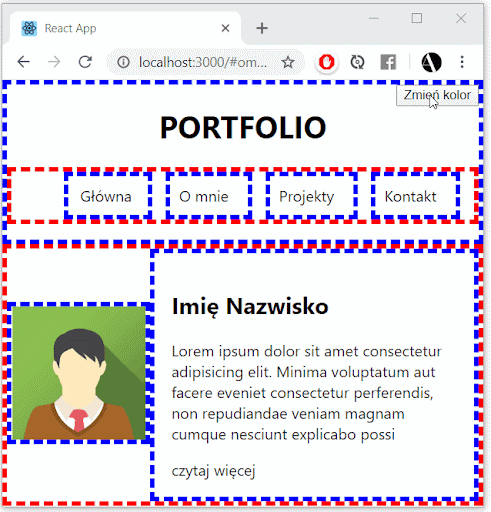 React App
localhost:3000/#om...
Zmień kolor
PORTFOLIO
Główna O mnie Projekty Kontakt
Imię Nazwisko
Lorem ipsum dolor sit amet consectetur
adipisicing elit. Minima voluptatum aut
facere eveniet consectetur perferendis,
non repudiandae veniam magnam
cumque nesciunt explicabo possi
czytaj więcej